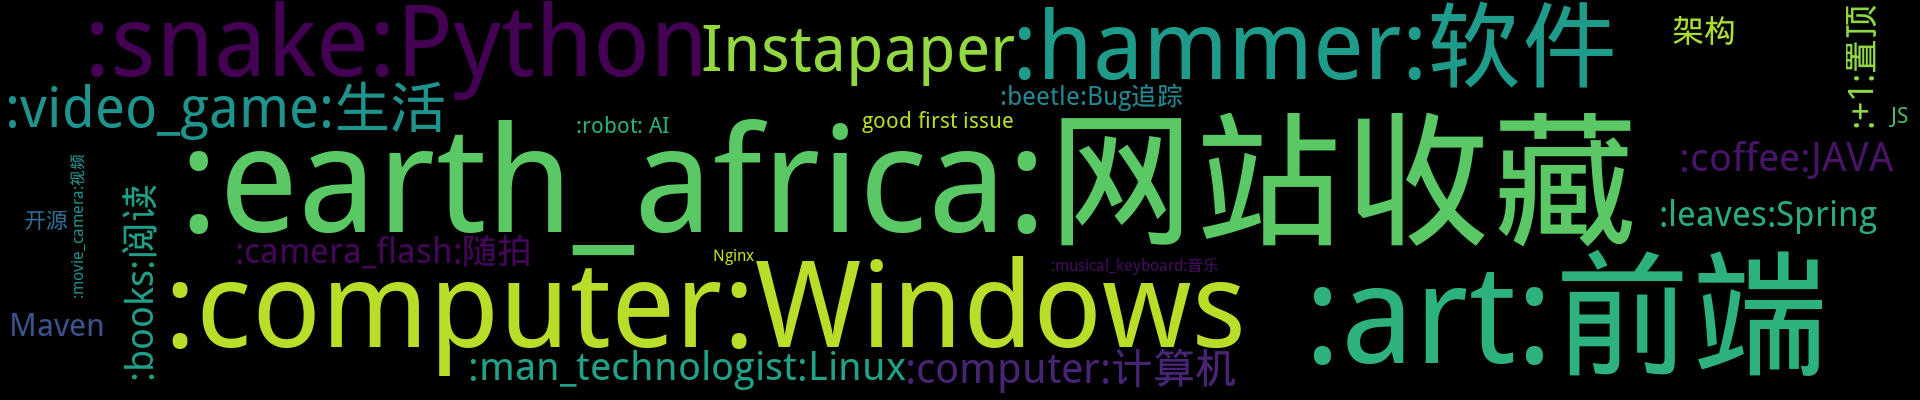 :snake:Python
Instapaper
:hammer:软件
架构
:+1:置顶
:video_game:生活
:beetle:Bug追踪
JS
:robot: AI
good first issue
:earth_africa:网站收藏
:coffee:JAVA
:movie_camera:视频
开源
:books:阅读
:leaves:Spring
:camera_flash:随拍
Nginx
:musical_keyboard:音乐
Maven
:computer:Windows
:art:前端
:man_technologist:Linux
:computer:计算机